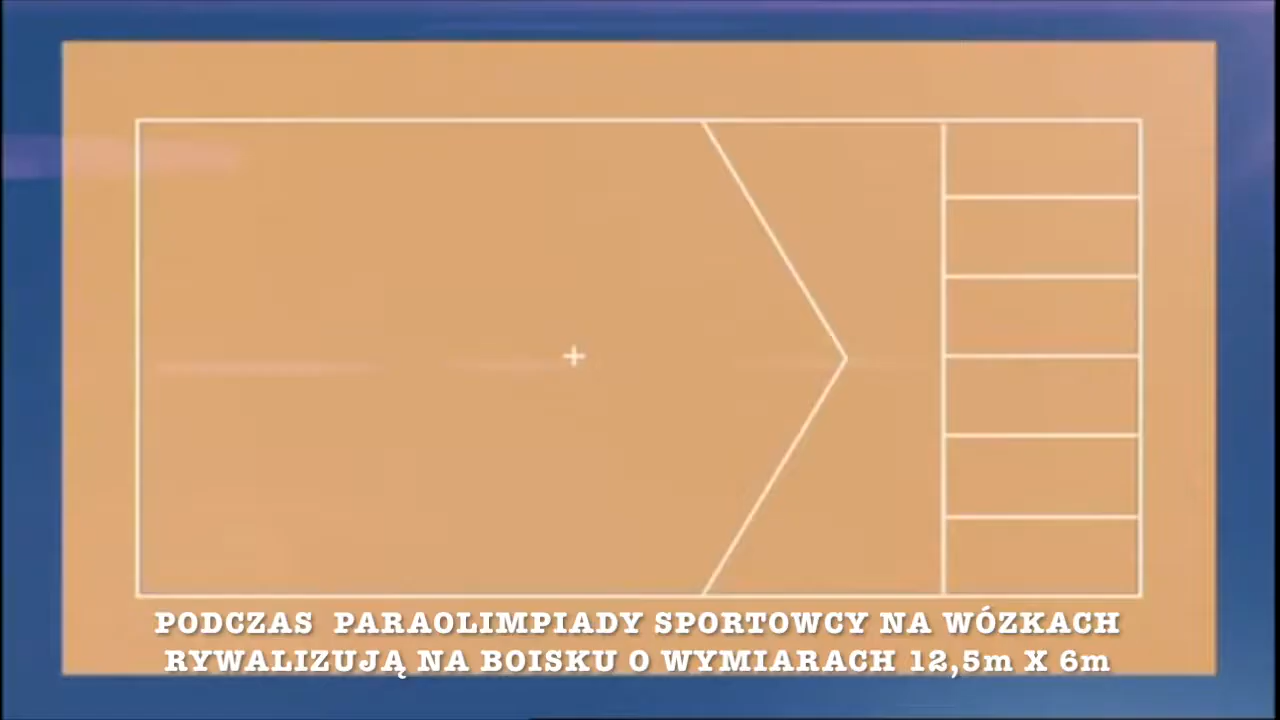 PODCZAS  PARAOLIMPIADY SPORTOWCY NA WÓZKACH
RYWALIZUJĄ NA BOISKU O WYMIARACH 12,5m X 6m